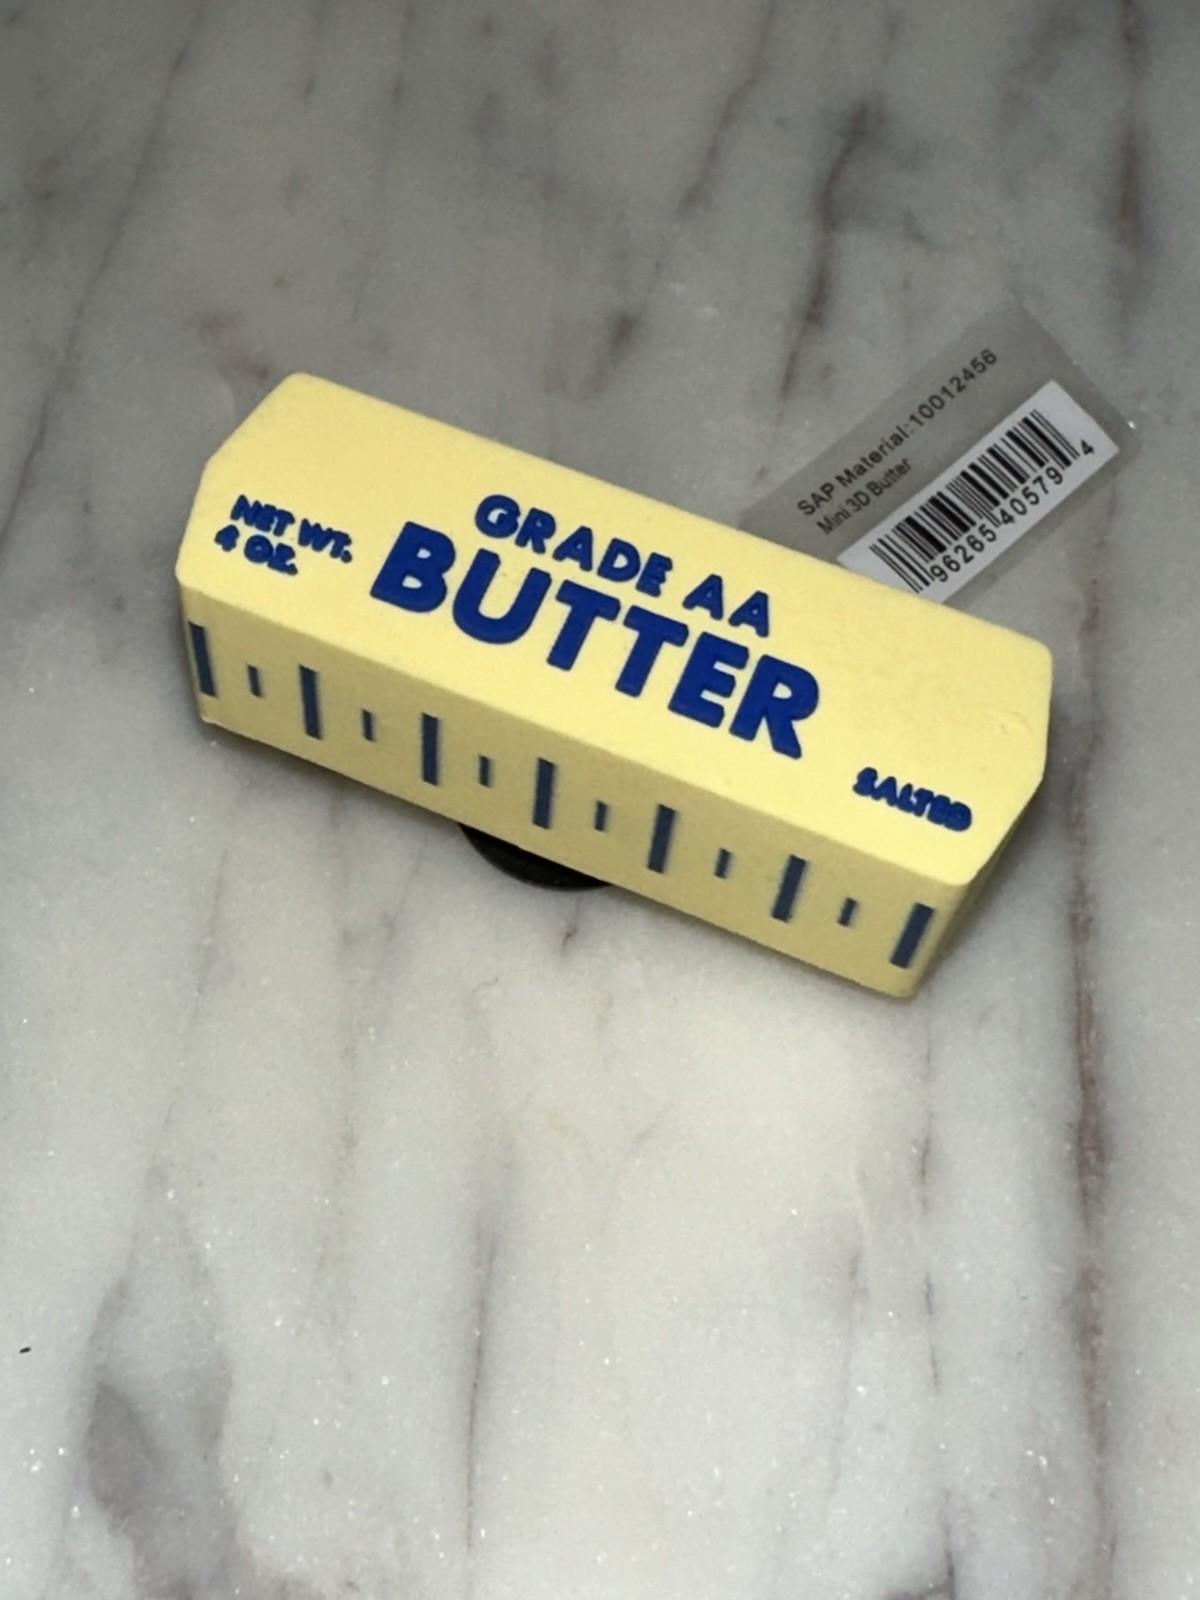 SAP Material:10012456
Mini 3D Butter
96265 40579 4
NET WT.
4 OZ.
GRADE AA
BUTTER
SALTED